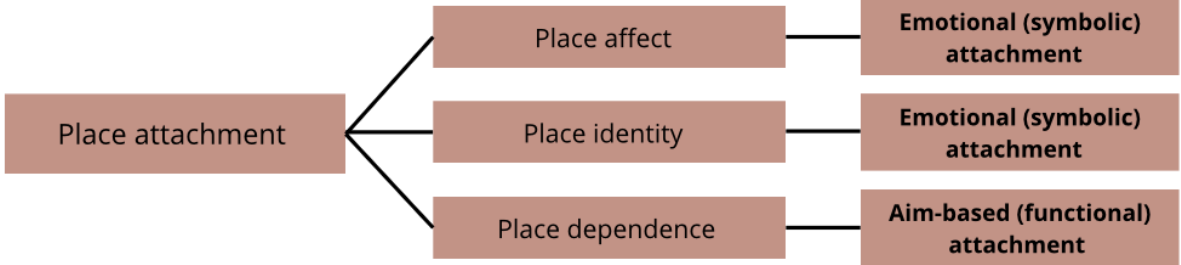 Place attachment
Place affect
Emotional (symbolic)
attachment
Place identity
Emotional (symbolic)
attachment
Place dependence
Aim-based (functional)
attachment